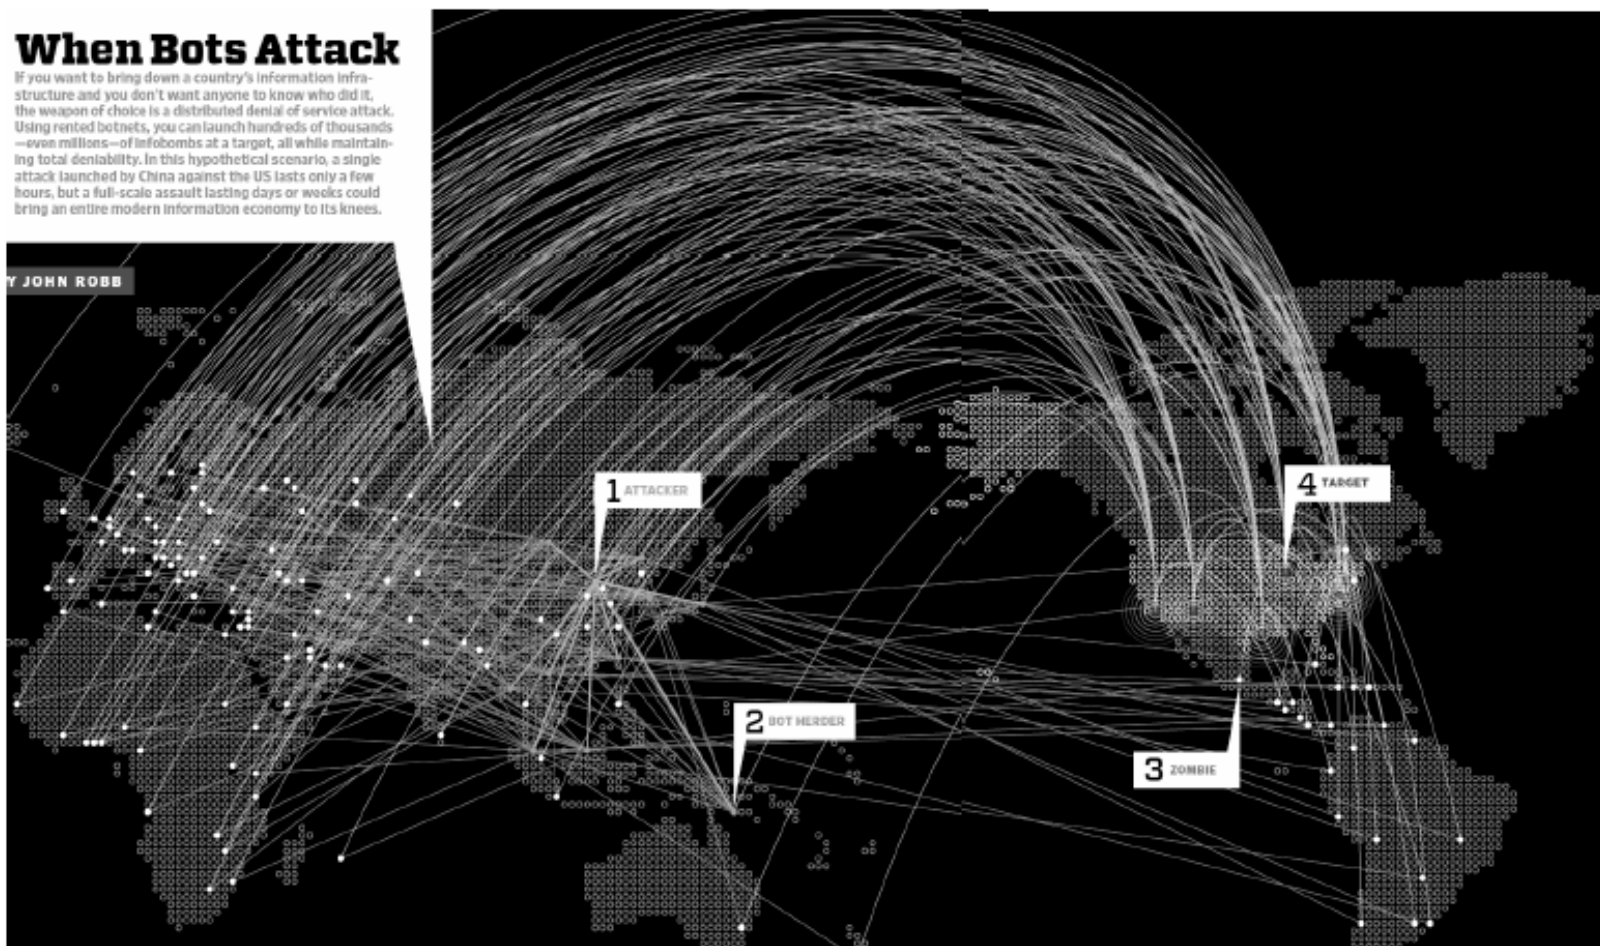 When Bots Attack
If you want to bring down a country's information infra-
structure and you don't want anyone to know who did it,
the weapon of choice is a distributed denial of service attack.
Using rented botnets, you can launch hundreds of thousands
—even millions—of infobombs at a target, all while maintain-
ing total deniability. In this hypothetical scenario, a single
attack launched by China against the US lasts only a few
hours, but a full-scale assault lasting days or weeks could
bring an entire modern information economy to its knees.
Y JOHN ROBB
1 ATTACKER
4 TARGET
2 BOT HERDER
3 ZOMBIE